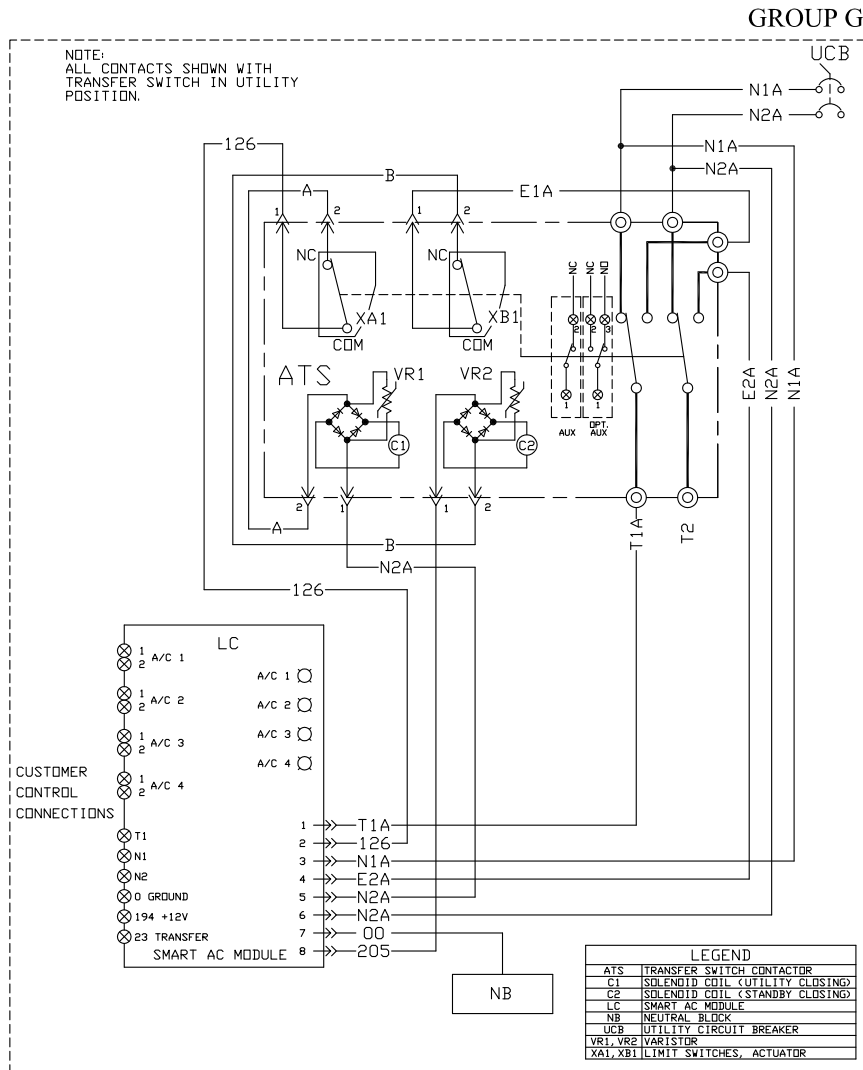 GROUP G
NOTE:
ALL CONTACTS SHOWN WITH
TRANSFER SWITCH IN UTILITY
POSITION.
UCB
N1A
N2A
126
N1A
B
N2A
A
E1A
1
2
1
2
NC
NC
NC
NC
NO
XA1
XB1
2
2
3
COM
COM
ATS
VR1
VR2
E2A
N2A
N1A
1
1
AUX
OPT.
AUX
C1
C2
2
1
1
2
A
B
T1A
T2
N2A
126
LC
1
2
A/C 1
A/C 1
1
2
A/C 2
A/C 2
1
2
A/C 3
A/C 3
1
2
A/C 4
A/C 4
CUSTOMER
CONTROL
CONNECTIONS
T1
N1
N2
0 GROUND
194 +12V
23 TRANSFER
SMART AC MODULE
1 T1A
2 126
3 N1A
4 E2A
5 N2A
6 N2A
7 00
8 205
NB
LEGEND
ATS TRANSFER SWITCH CONTACTOR
C1 SOLENOID COIL (UTILITY CLOSING)
C2 SOLENOID COIL (STANDBY CLOSING)
LC SMART AC MODULE
NB NEUTRAL BLOCK
UCB UTILITY CIRCUIT BREAKER
VR1, VR2 VARISTOR
XA1, XB1 LIMIT SWITCHES, ACTUATOR